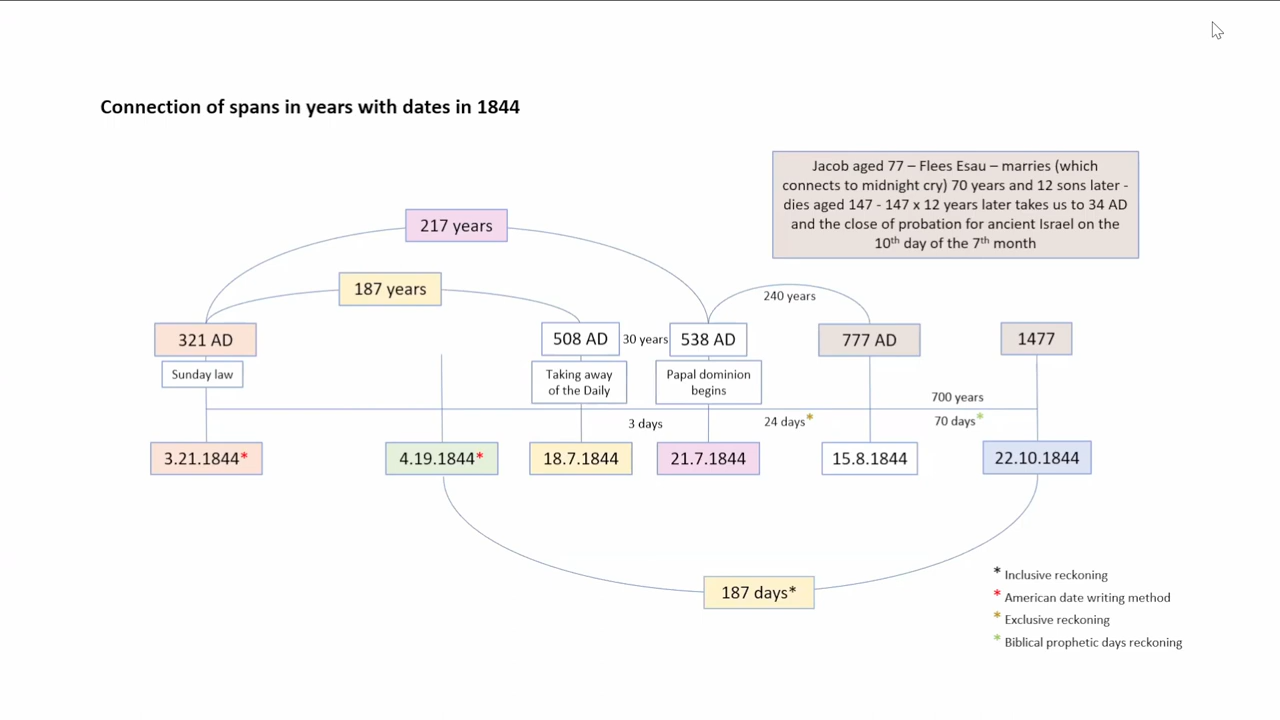 Connection of spans in years with dates in 1844
Jacob aged 77 – Flees Esau – marries (which
connects to midnight cry) 70 years and 12 sons later -
dies aged 147 - 147 x 12 years later takes us to 34 AD
and the close of probation for ancient Israel on the
10th day of the 7th month
217 years
187 years
240 years
321 AD
508 AD
30 years
538 AD
777 AD
1477
Sunday law
Taking away
of the Daily
Papal dominion
begins
700 years
3 days
24 days*
70 days*
3.21.1844*
4.19.1844*
18.7.1844
21.7.1844
15.8.1844
22.10.1844
187 days*
* Inclusive reckoning
* American date writing method
* Exclusive reckoning
* Biblical prophetic days reckoning